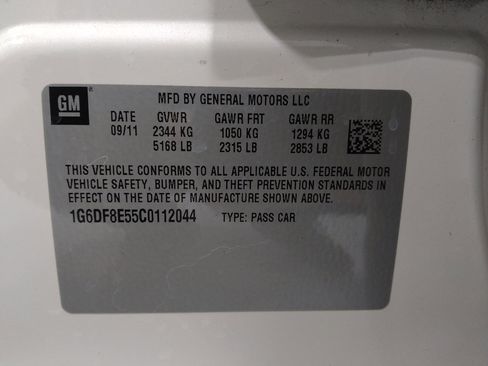 GM
MFD BY GENERAL MOTORS LLC
DATE GVWR GAWR FRT GAWR RR
09/11 2344 KG 1050 KG 1294 KG
5168 LB 2315 LB 2853 LB
THIS VEHICLE CONFORMS TO ALL APPLICABLE U.S. FEDERAL MOTOR
VEHICLE SAFETY, BUMPER, AND THEFT PREVENTION STANDARDS IN
EFFECT ON THE DATE OF MANUFACTURE SHOWN ABOVE.
1G6DF8E55C0112044 TYPE: PASS CAR